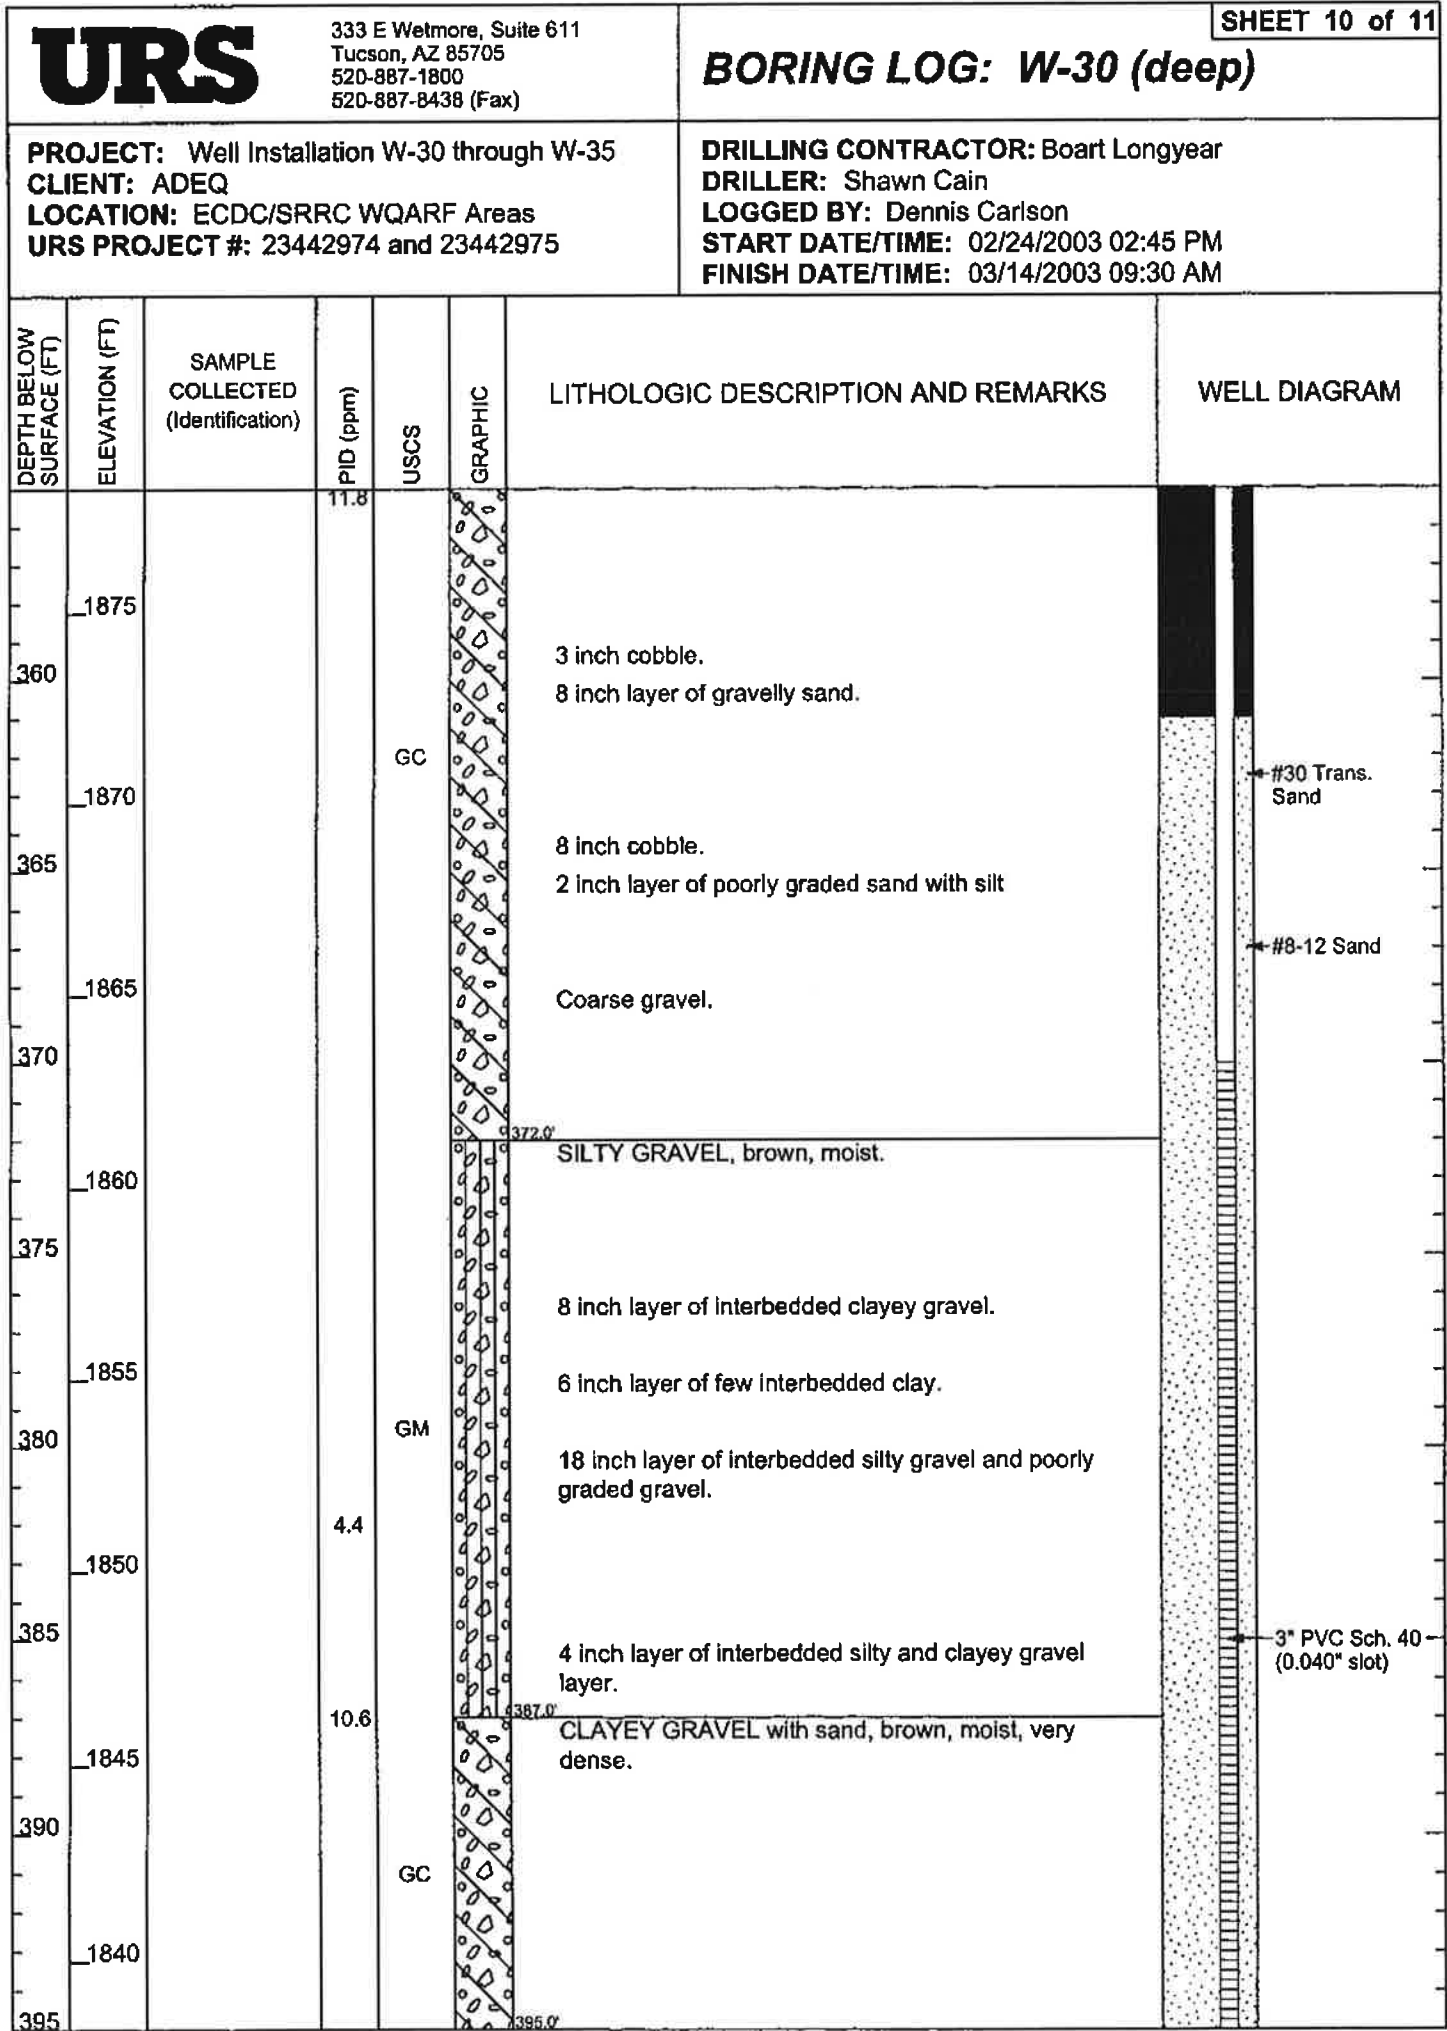 URS
333 E Wetmore, Suite 611
Tucson, AZ 85705
520-887-1800
520-887-8438 (Fax)
SHEET 10 of 11
BORING LOG: W-30 (deep)
PROJECT: Well Installation W-30 through W-35
CLIENT: ADEQ
LOCATION: ECDC/SRRC WQARF Areas
URS PROJECT #: 23442974 and 23442975
DRILLING CONTRACTOR: Boart Longyear
DRILLER: Shawn Cain
LOGGED BY: Dennis Carlson
START DATE/TIME: 02/24/2003 02:45 PM
FINISH DATE/TIME: 03/14/2003 09:30 AM
DEPTH BELOW
SURFACE (FT)
ELEVATION (FT)
SAMPLE
COLLECTED
(Identification)
PID (ppm)
USCS
GRAPHIC
LITHOLOGIC DESCRIPTION AND REMARKS
WELL DIAGRAM
11.8
1875
3 inch cobble.
360
8 inch layer of gravelly sand.
GC
#30 Trans.
Sand
1870
8 inch cobble.
365
2 inch layer of poorly graded sand with silt
#8-12 Sand
1865
Coarse gravel.
370
372.0'
SILTY GRAVEL, brown, moist.
1860
375
8 inch layer of interbedded clayey gravel.
1855
6 inch layer of few interbedded clay.
GM
380
18 inch layer of interbedded silty gravel and poorly
graded gravel.
4.4
1850
385
3" PVC Sch. 40
(0.040" slot)
4 inch layer of interbedded silty and clayey gravel
layer.
387.0'
10.6
CLAYEY GRAVEL with sand, brown, moist, very
dense.
1845
390
GC
1840
395
395.0'